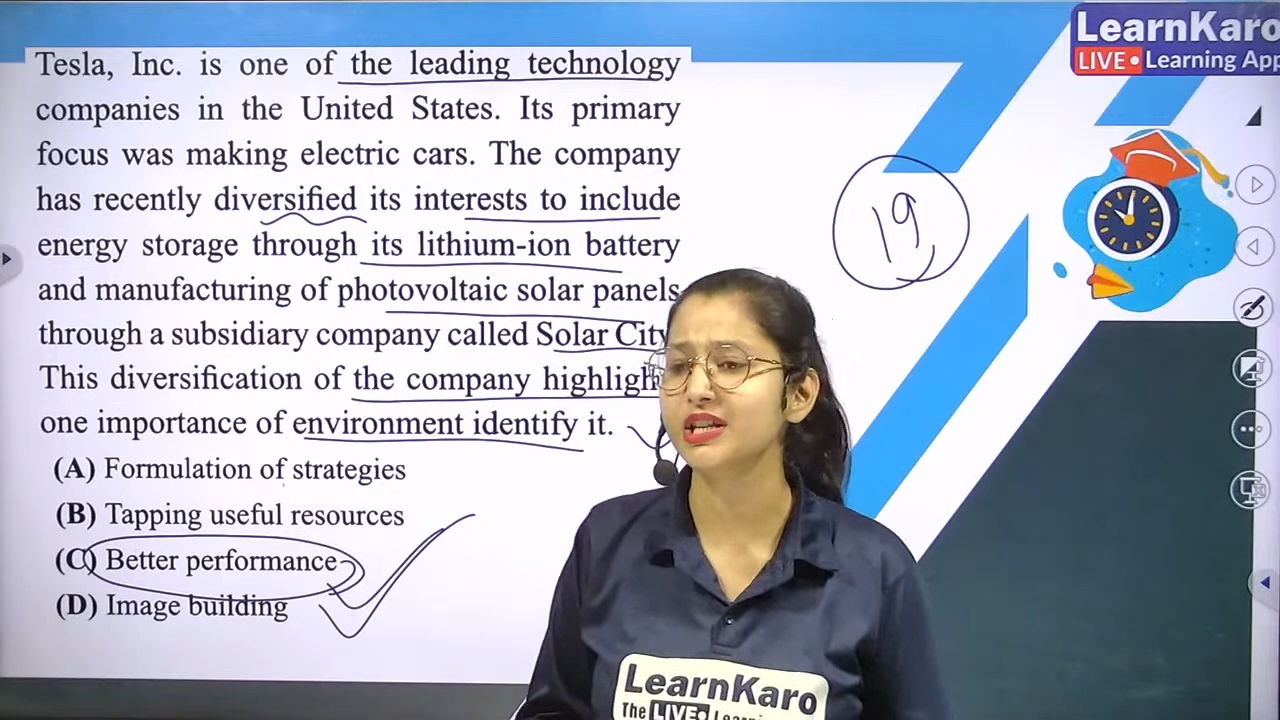 LearnKaro
LIVE • Learning App
Tesla, Inc. is one of the leading technology
companies in the United States. Its primary
focus was making electric cars. The company
has recently diversified its interests to include
energy storage through its lithium-ion battery
and manufacturing of photovoltaic solar panels
through a subsidiary company called Solar City
This diversification of the company highligh
one importance of environment identify it.
(A) Formulation of strategies
(B) Tapping useful resources
(C) Better performance
(D) Image building
19
LearnKaro
The LIVE